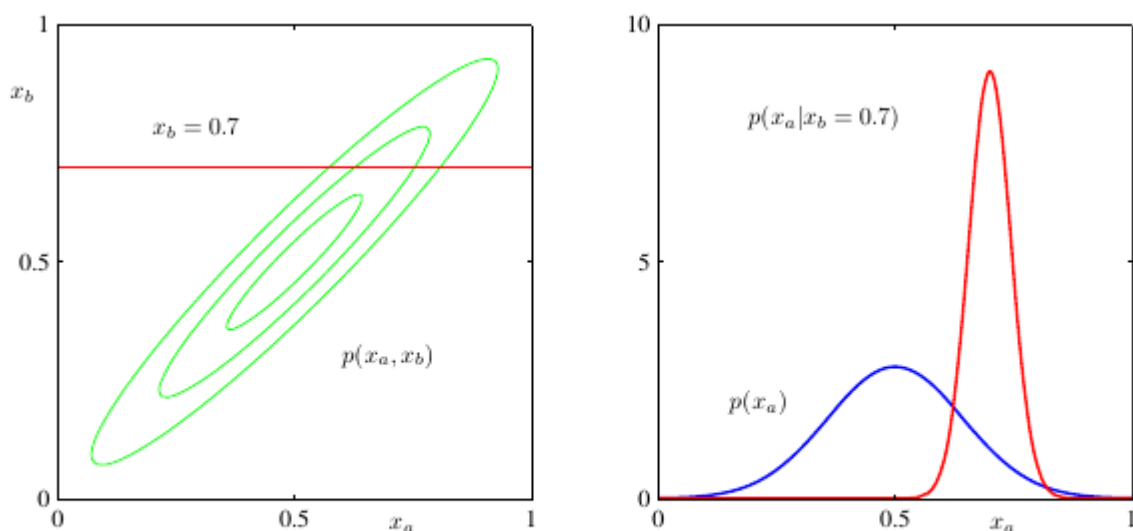 1
x_b
x_b = 0.7
0.5
p(x_a, x_b)
0
0
0.5
x_a
1
10
p(x_a|x_b = 0.7)
5
p(x_a)
0
0
0.5
x_a
1